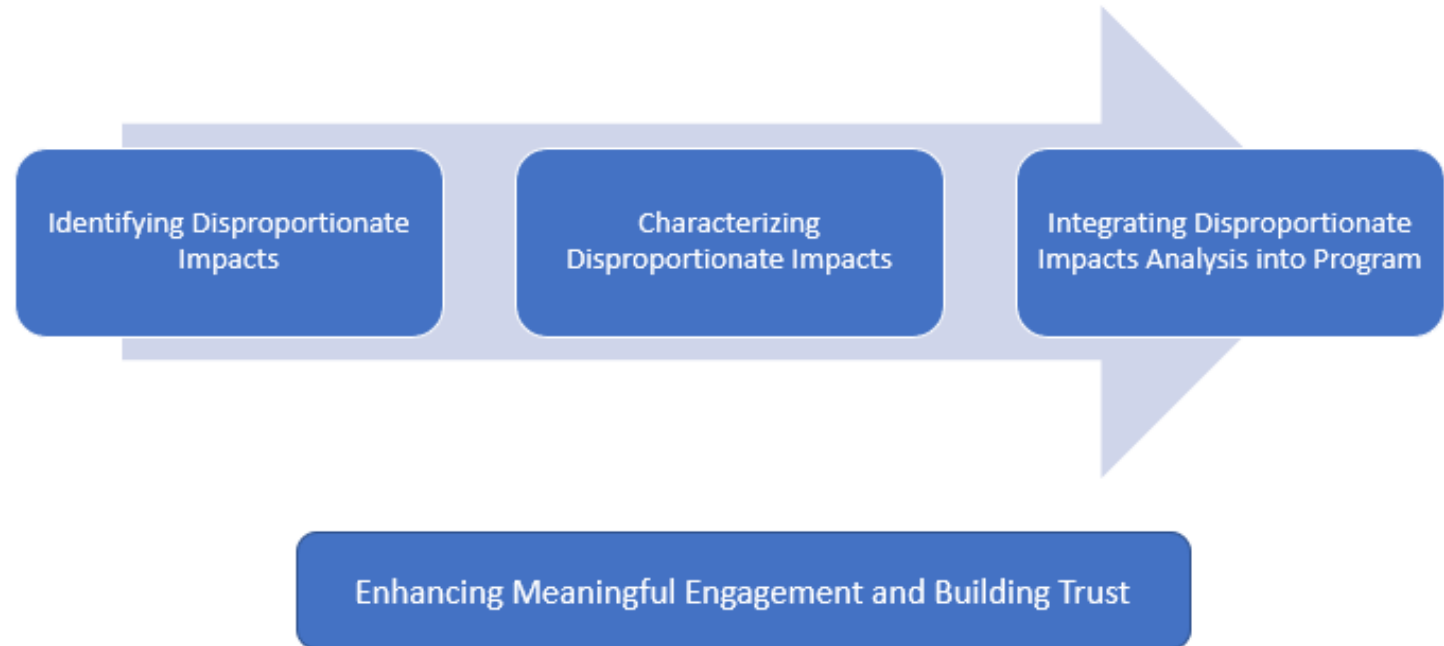 Identifying Disproportionate
Impacts
Characterizing
Disproportionate Impacts
Integrating Disproportionate
Impacts Analysis into Program
Enhancing Meaningful Engagement and Building Trust